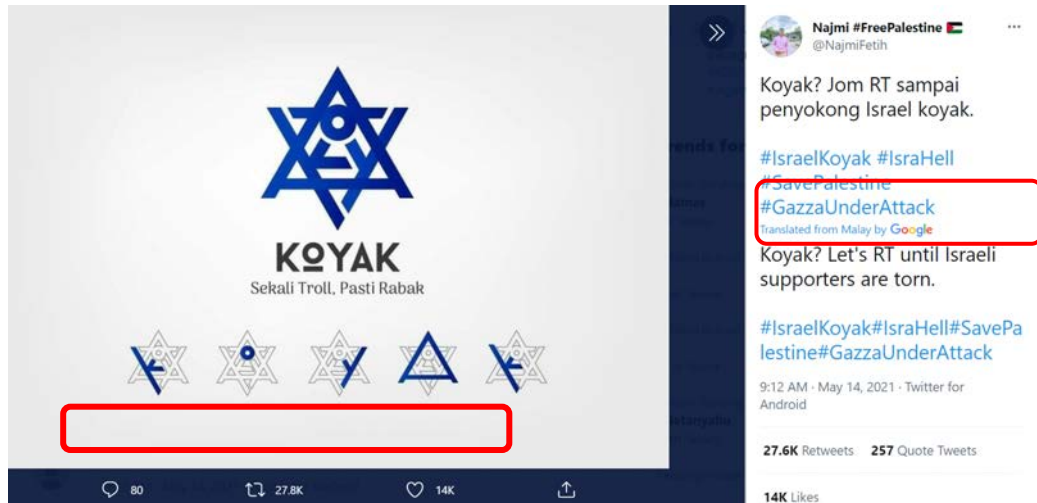 KOYAK
Sekali Troll, Pasti Rabak
80
27.8K
14K
ends for
Najmi #FreePalestine
@NajmiFetih
Koyak? Jom RT sampai
penyokong Israel koyak.
#IsraelKoyak #IsraHell
#SavePalestine
#GazzaUnderAttack
Translated from Malay by Google
Koyak? Let's RT until Israeli
supporters are torn.
#IsraelKoyak#IsraHell#SavePa
lestine#GazzaUnderAttack
9:12 AM · May 14, 2021 · Twitter for
Android
27.6K Retweets 257 Quote Tweets
14K Likes